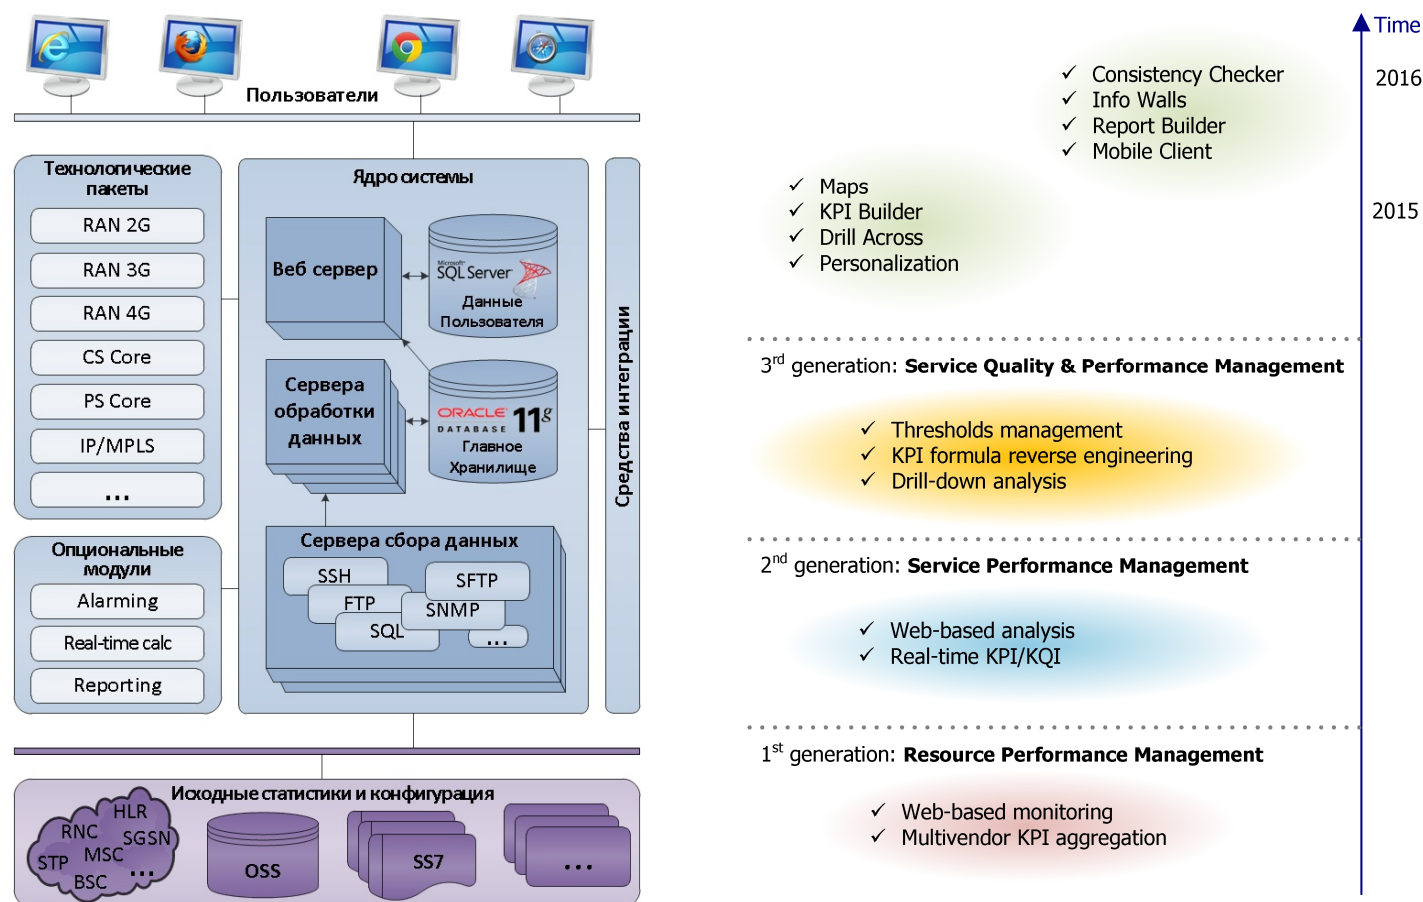 Пользователи
Технологические
пакеты
RAN 2G
RAN 3G
RAN 4G
CS Core
PS Core
IP/MPLS
...
Опциональные
модули
Alarming
Real-time calc
Reporting
Ядро системы
Веб сервер
Microsoft
SQL Server
Данные
Пользователя
Сервера
обработки
данных
ORACLE 11g
DATABASE
Главное
Хранилище
Сервера сбора данных
SSH
SFTP
FTP
SNMP
SQL
...
Средства интеграции
Исходные статистики и конфигурация
HLR
RNC
SGSN
MSC
STP
BSC
...
OSS
SS7
...
Time
2016
✓ Consistency Checker
✓ Info Walls
✓ Report Builder
✓ Mobile Client
2015
✓ Maps
✓ KPI Builder
✓ Drill Across
✓ Personalization
3rd generation: Service Quality & Performance Management
✓ Thresholds management
✓ KPI formula reverse engineering
✓ Drill-down analysis
2nd generation: Service Performance Management
✓ Web-based analysis
✓ Real-time KPI/KQI
1st generation: Resource Performance Management
✓ Web-based monitoring
✓ Multivendor KPI aggregation